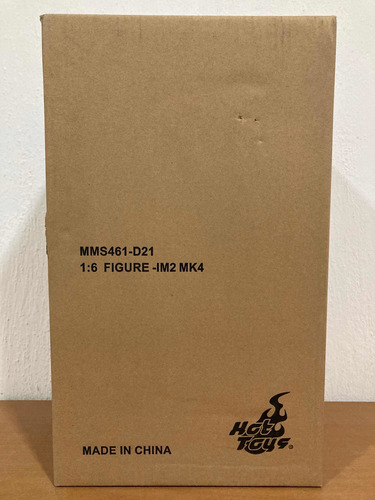 MMS461-D21
1:6 FIGURE -IM2 MK4
Hot
Toys®
MADE IN CHINA